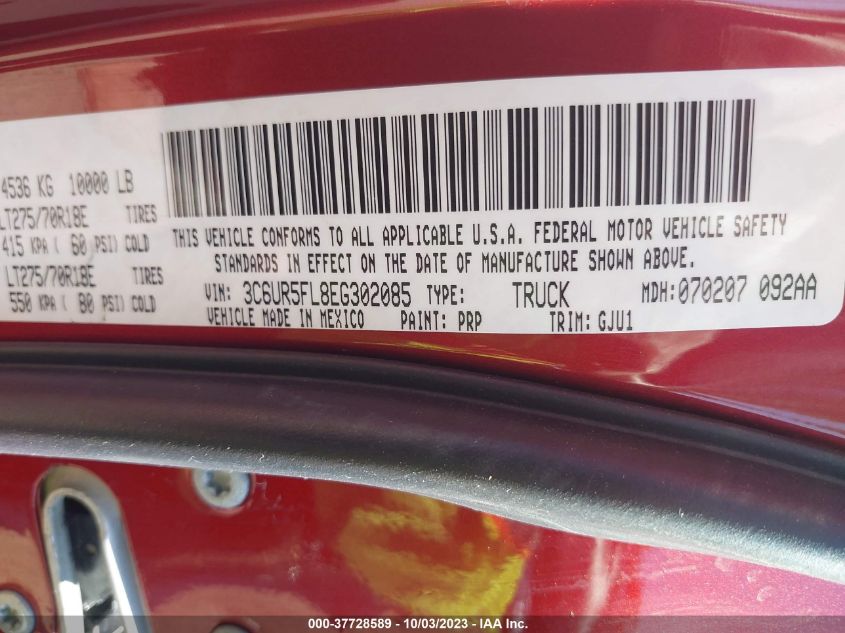 4536 KG 10000 LB
LT275/70R18E TIRES
415 KPA ( 60 PSI) COLD
LT275/70R18E TIRES
550 KPA ( 80 PSI) COLD
THIS VEHICLE CONFORMS TO ALL APPLICABLE U.S.A. FEDERAL MOTOR VEHICLE SAFETY
STANDARDS IN EFFECT ON THE DATE OF MANUFACTURE SHOWN ABOVE.
VIN: 3C6UR5FL8EG302085 TYPE: TRUCK MDH:070207 092AA
VEHICLE MADE IN MEXICO PAINT: PRP TRIM: GJU1
000-37728589 - 10/03/2023 - Copyright © 2023 IAA, Inc.